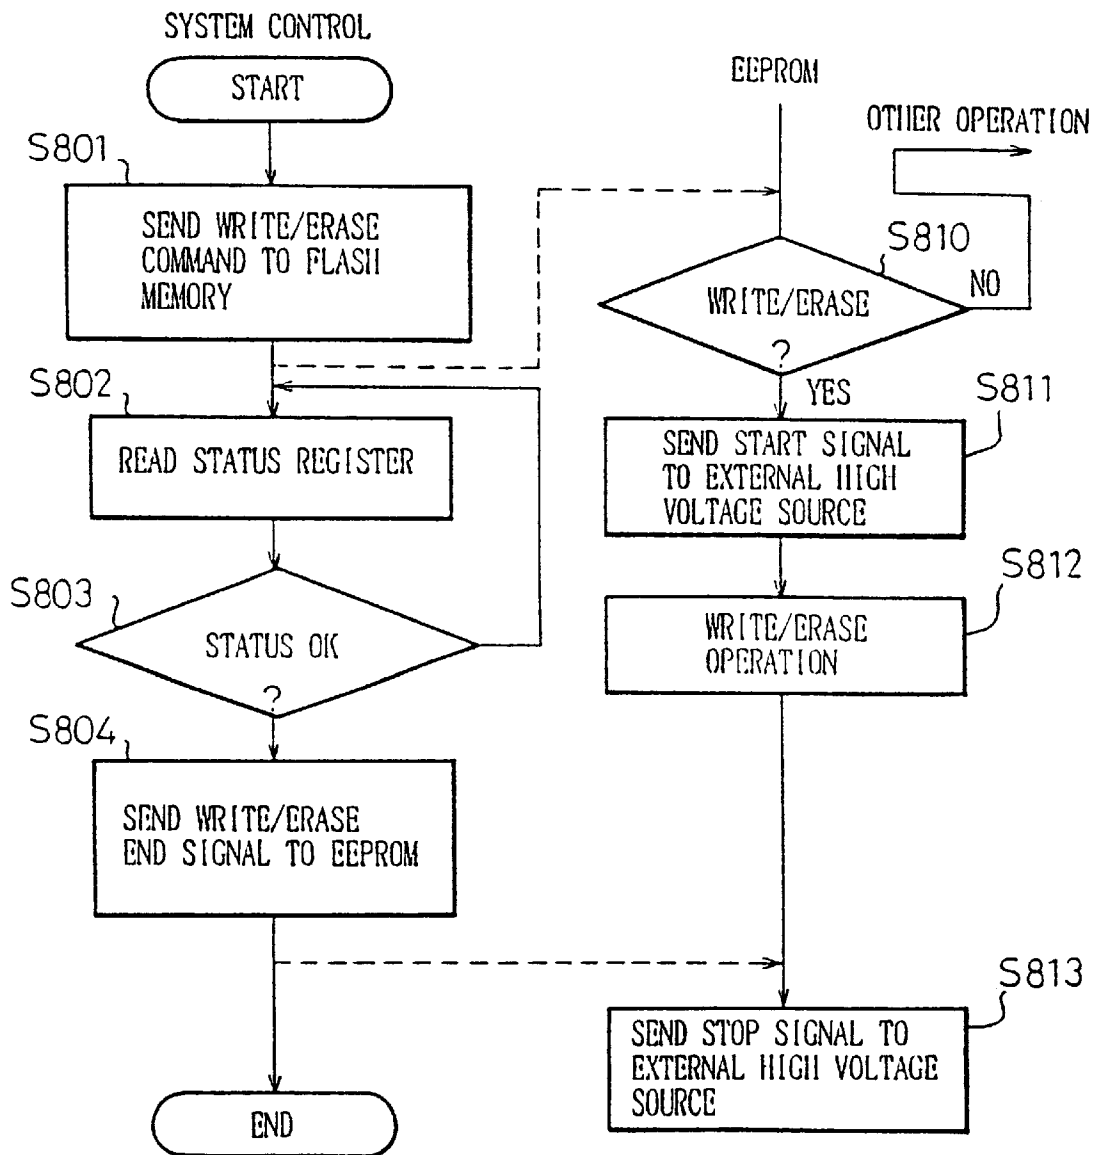 SYSTEM CONTROL
START
S801
SEND WRITE/ERASE
COMMAND TO FLASH
MEMORY
S802
READ STATUS REGISTER
S803
STATUS OK
?
S804
SEND WRITE/ERASE
END SIGNAL TO EEPROM
END
EEPROM
OTHER OPERATION
S810
WRITE/ERASE
?
NO
YES
S811
SEND START SIGNAL
TO EXTERNAL HIGH
VOLTAGE SOURCE
S812
WRITE/ERASE
OPERATION
S813
SEND STOP SIGNAL TO
EXTERNAL HIGH VOLTAGE
SOURCE